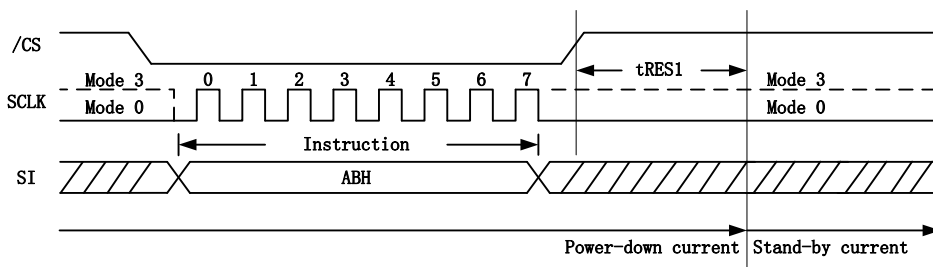 /CS
tRES1
Mode 3 0 1 2 3 4 5 6 7 Mode 3
SCLK
Mode 0 Mode 0
Instruction
SI ABH
Power-down current Stand-by current